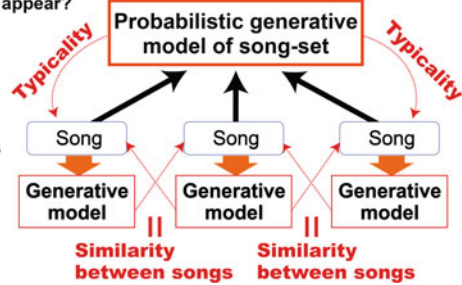 appear?
Probabilistic generative
model of song-set
Typicality
Typicality
Song
Song
Song
Generative
model
Generative
model
Generative
model
Similarity
between songs
Similarity
between songs